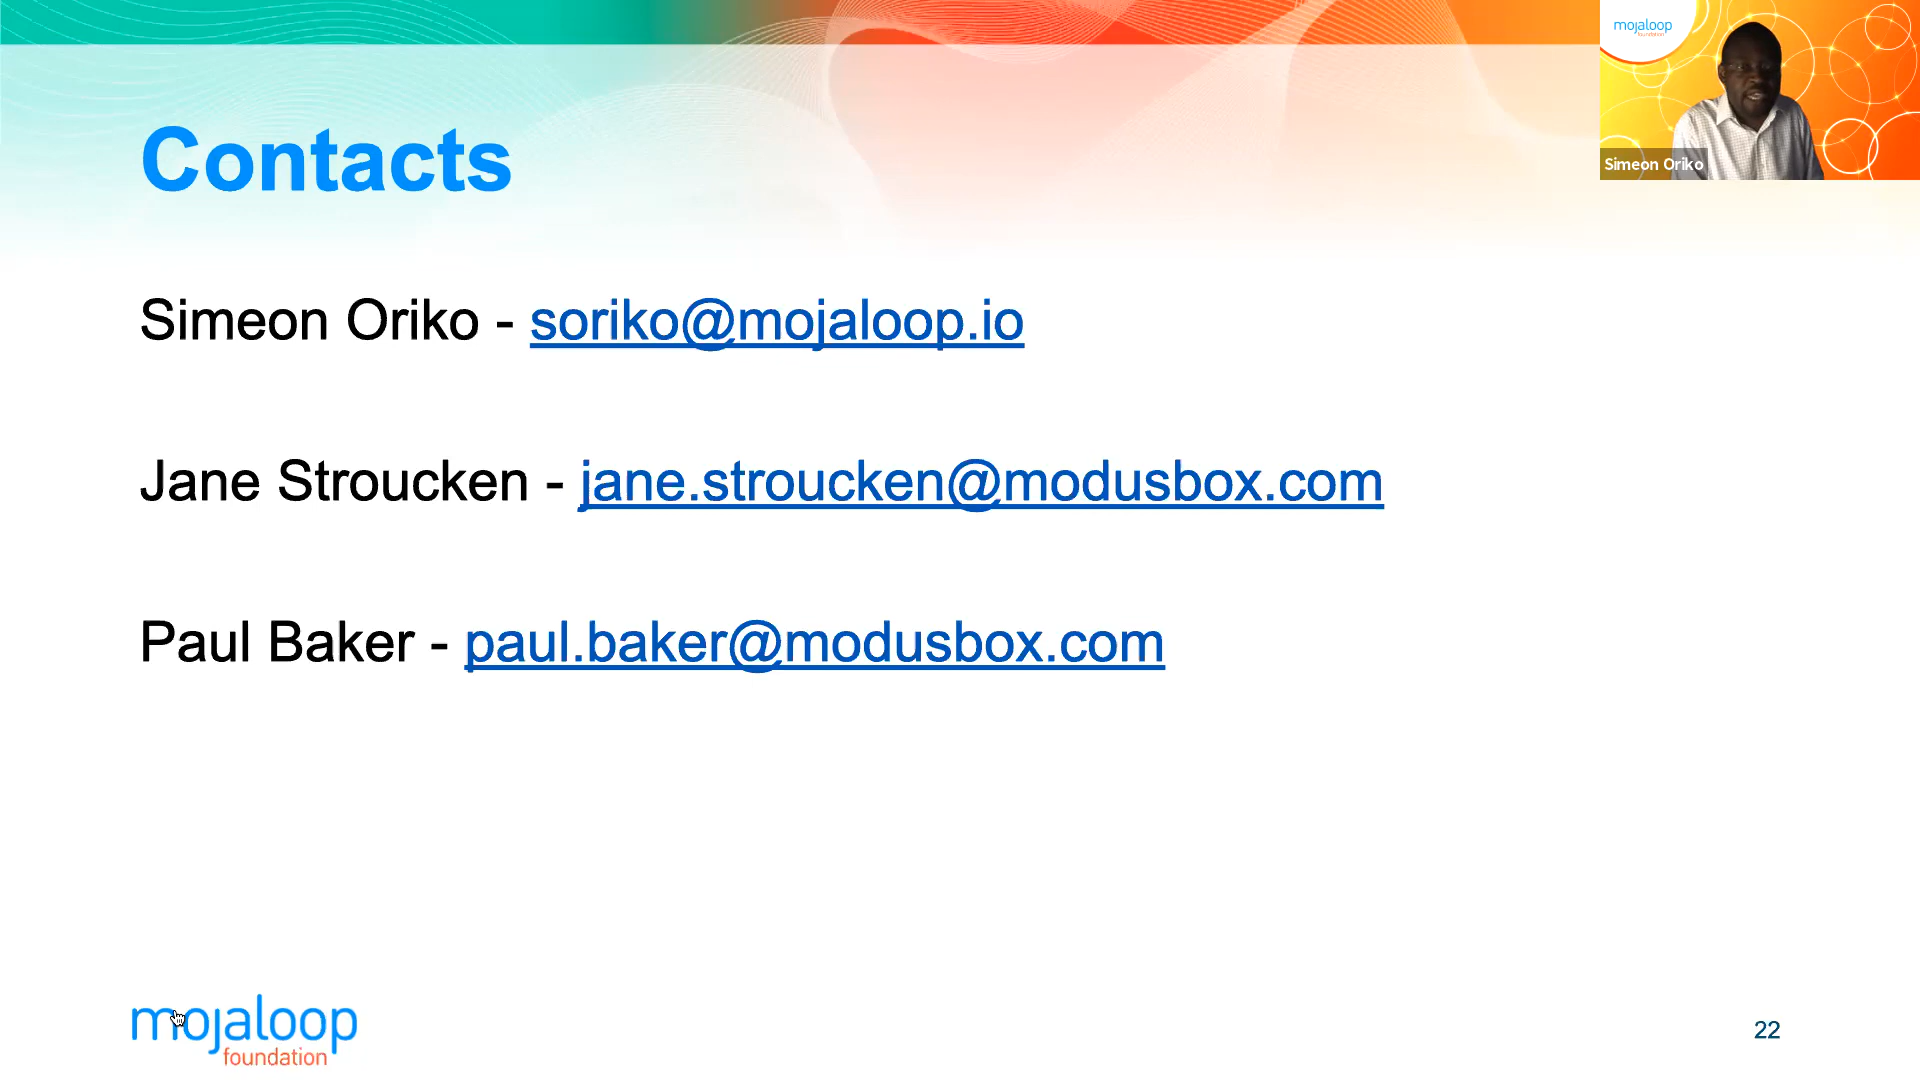 mojaloop
foundation
Simeon Oriko
Contacts
Simeon Oriko - soriko@mojaloop.io
Jane Stroucken - jane.stroucken@modusbox.com
Paul Baker - paul.baker@modusbox.com
mojaloop
foundation
22